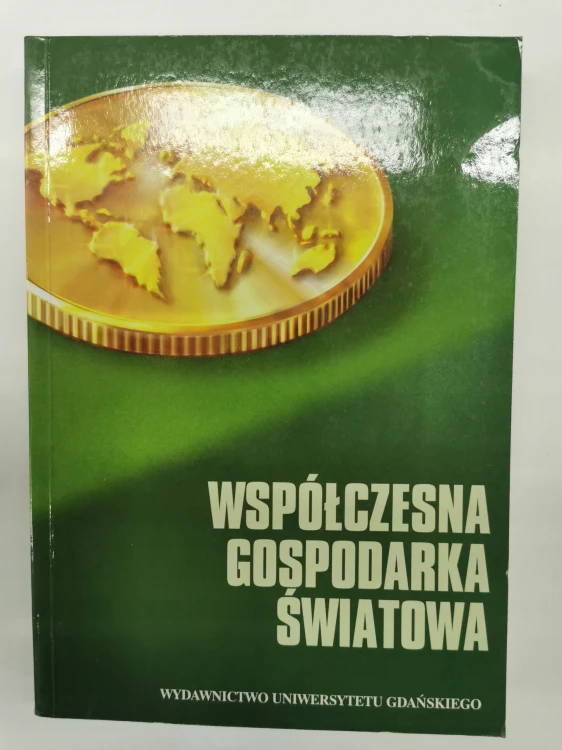 WSPÓŁCZESNA
GOSPODARKA
ŚWIATOWA
WYDAWNICTWO UNIWERSYTETU GDAŃSKIEGO